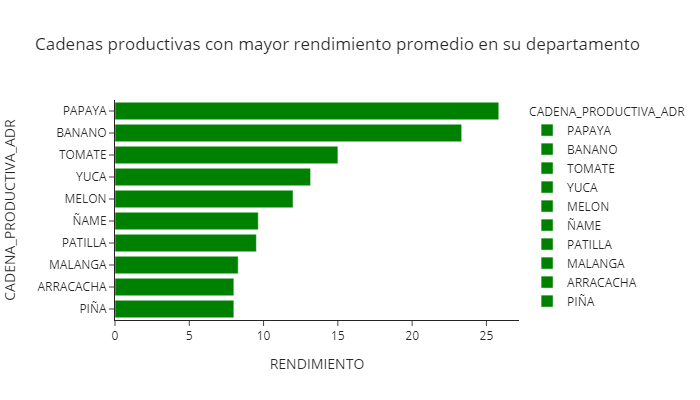 Cadenas productivas con mayor rendimiento promedio en su departamento
CADENA_PRODUCTIVA_ADR
PAPAYA
BANANO
TOMATE
YUCA
MELON
ÑAME
PATILLA
MALANGA
ARRACACHA
PIÑA
0 5 10 15 20 25
RENDIMIENTO
CADENA_PRODUCTIVA_ADR
PAPAYA
BANANO
TOMATE
YUCA
MELON
ÑAME
PATILLA
MALANGA
ARRACACHA
PIÑA